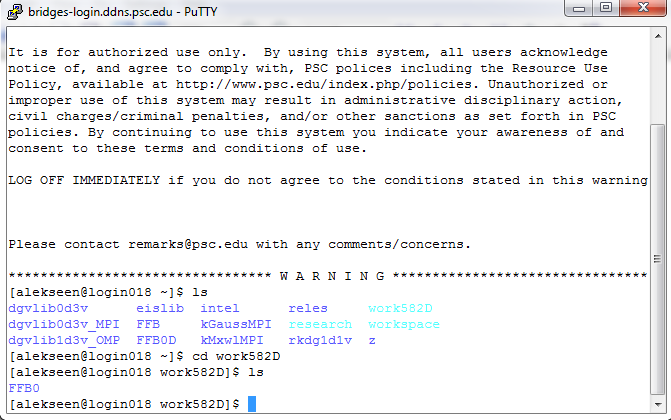 bridges-login.ddns.psc.edu - PuTTY
It is for authorized use only.  By using this system, all users acknowledge
notice of, and agree to comply with, PSC polices including the Resource Use
Policy, available at http://www.psc.edu/index.php/policies. Unauthorized or
improper use of this system may result in administrative disciplinary action,
civil charges/criminal penalties, and/or other sanctions as set forth in PSC
policies. By continuing to use this system you indicate your awareness of and
consent to these terms and conditions of use.
LOG OFF IMMEDIATELY if you do not agree to the conditions stated in this warning
Please contact remarks@psc.edu with any comments/concerns.
********************************* W A R N I N G ********************************
[alekseen@login018 ~]$ ls
dgvlib0d3v      eislib  intel      reles     work582D
dgvlib0d3v_MPI  FFB     kGaussMPI  research  workspace
dgvlib1d3v_OMP  FFB0D   kMxwlMPI   rkdg1d1v  z
[alekseen@login018 ~]$ cd work582D
[alekseen@login018 work582D]$ ls
FFB0
[alekseen@login018 work582D]$